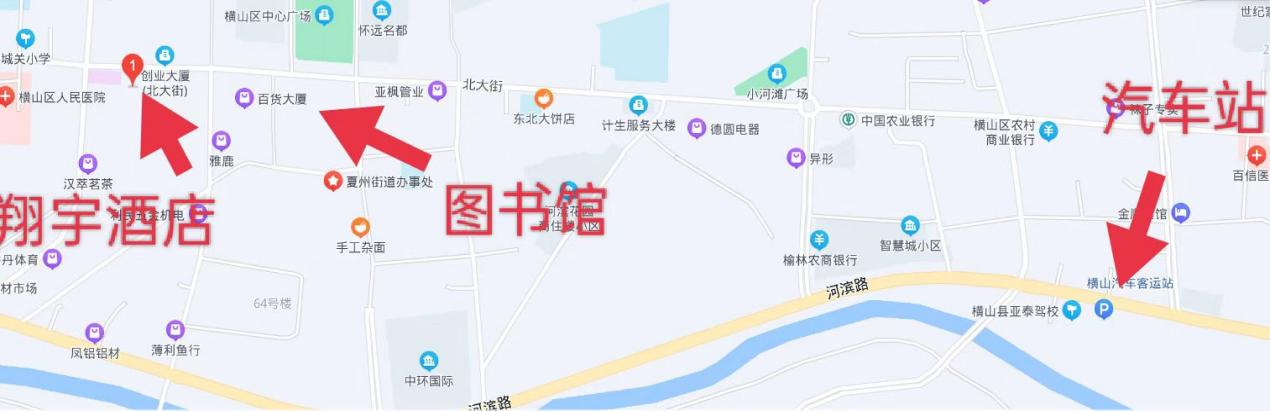 横山区中心广场
怀远名都
世纪家
城关小学
创业大厦
(北大街)
1
横山区人民医院
百货大厦
亚枫管业
北大街
东北大饼店
计生服务大楼
小河滩广场
德圆电器
中国农业银行
横山区农村
商业银行
汽车站
百信医
雅鹿
异形
汉萃茗茶
夏州街道办事处
翔宇酒店
图书馆
手工杂面
榆林农商银行
智慧城小区
丹体育
材市场
64号楼
河滨路
横山汽车客运站
横山县亚泰驾校
P
凤铝铝材
薄利鱼行
中环国际
河滨路